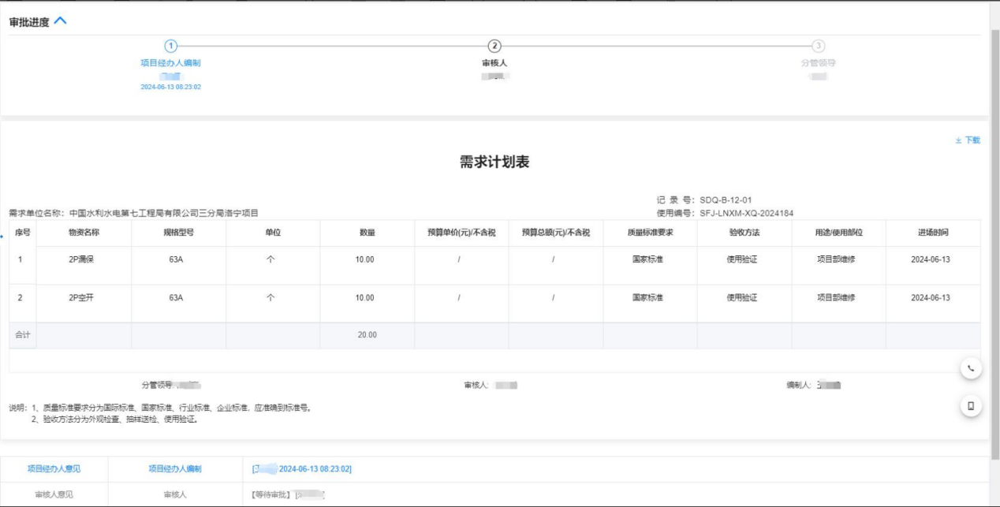 审批进度
1 2 3
项目经办人编制 审核人 分管领导
2024-06-13 08:23:02
下载
需求计划表
记 录 号: SDQ-B-12-01
需求单位名称: 中国水利水电第七工程局有限公司三分局洛宁项目 使用编号: SFJ-LNXM-XQ-2024184
序号 物资名称 规格型号 单位 数量 预算单价(元)/不含税 预算总额(元)/不含税 质量标准要求 验收方法 用途/使用部位 进场时间
1 2P漏保 63A 个 10.00 / / 国家标准 使用验证 项目部维修 2024-06-13
2 2P空开 63A 个 10.00 / / 国家标准 使用验证 项目部维修 2024-06-13
合计 20.00
分管领导 审核人: 编制人:
说明: 1、质量标准要求分为国际标准、国家标准、行业标准、企业标准, 应准确到标准号。
2、验收方法分为外观检查、抽样送检、使用验证。
项目经办人意见 项目经办人编制 [ 2024-06-13 08:23:02]
审核人意见 审核人 【等待审批】[ ]